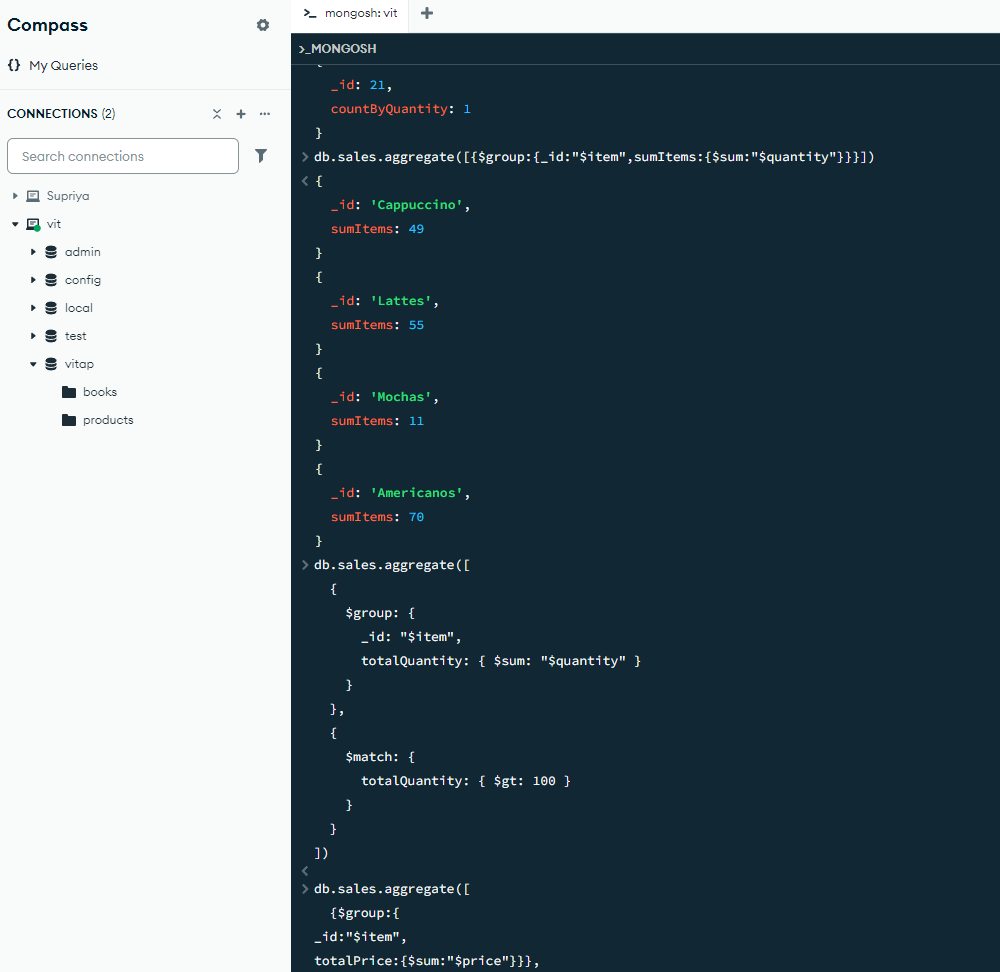 Compass
My Queries
CONNECTIONS (2)
Search connections
Supriya
vit
admin
config
local
test
vitap
books
products
>_ mongosh: vit
>_MONGOSH
{
_id: 21,
countByQuantity: 1
}
db.sales.aggregate([{$group:{_id:"$item",sumItems:{$sum:"$quantity"}}}])
{
_id: 'Cappuccino',
sumItems: 49
}
{
_id: 'Lattes',
sumItems: 55
}
{
_id: 'Mochas',
sumItems: 11
}
{
_id: 'Americanos',
sumItems: 70
}
db.sales.aggregate([
{
$group: {
_id: "$item",
totalQuantity: { $sum: "$quantity" }
}
},
{
$match: {
totalQuantity: { $gt: 100 }
}
}
])
db.sales.aggregate([
{$group:{
_id:"$item",
totalPrice:{$sum:"$price"}}},